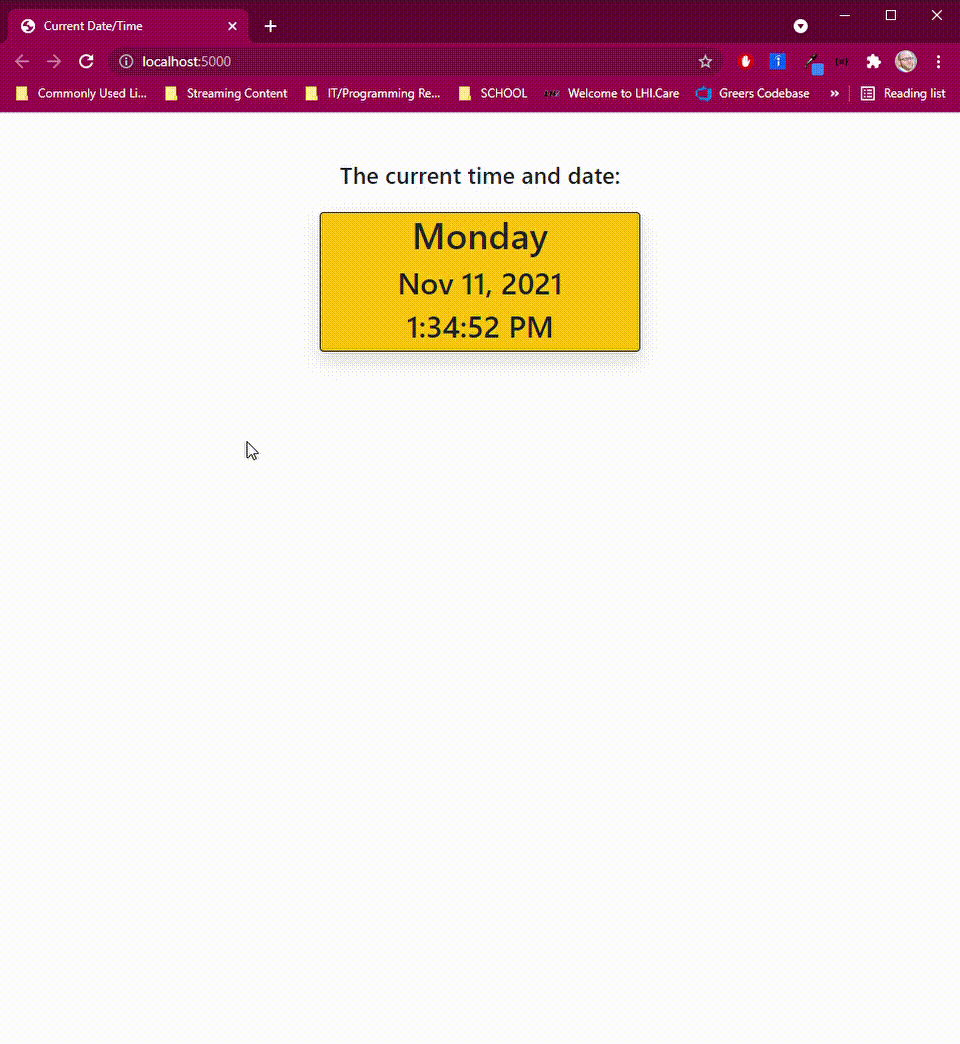 Current Date/Time
localhost:5000
Commonly Used Li... Streaming Content IT/Programming Re... SCHOOL Welcome to LHI.Care Greers Codebase » Reading list
The current time and date:
Monday
Nov 11, 2021
1:34:52 PM